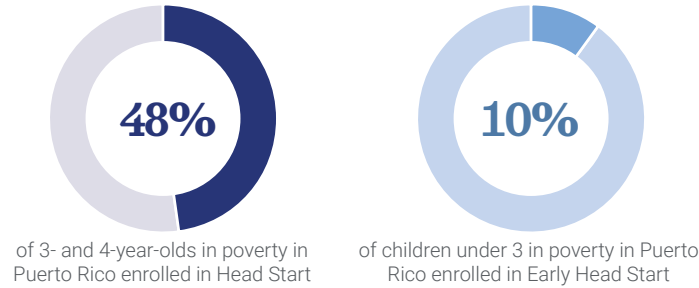 48%
of 3- and 4-year-olds in poverty in
Puerto Rico enrolled in Head Start
10%
of children under 3 in poverty in Puerto
Rico enrolled in Early Head Start